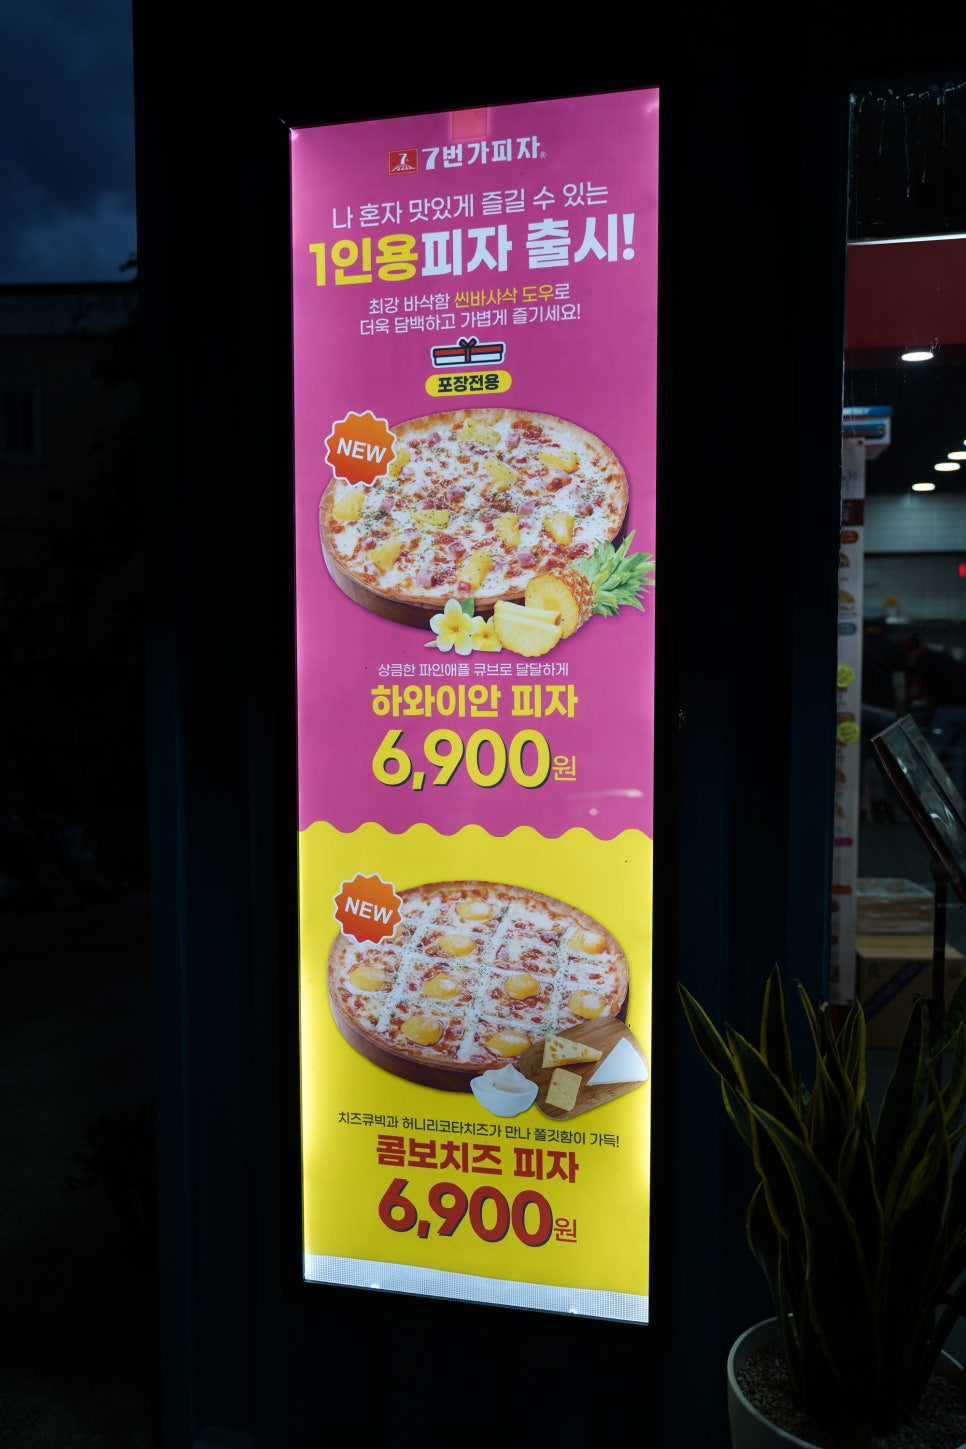 7번가피자
나 혼자 맛있게 즐길 수 있는
1인용피자 출시!
최강 바삭함 씬바샤삭 도우로
더욱 담백하고 가볍게 즐기세요!
포장전용
NEW
상큼한 파인애플 큐브로 달달하게
하와이안 피자
6,900원
NEW
치즈큐빅과 허니리코타치즈가 만나 쫄깃함이 가득!
콤보치즈 피자
6,900원